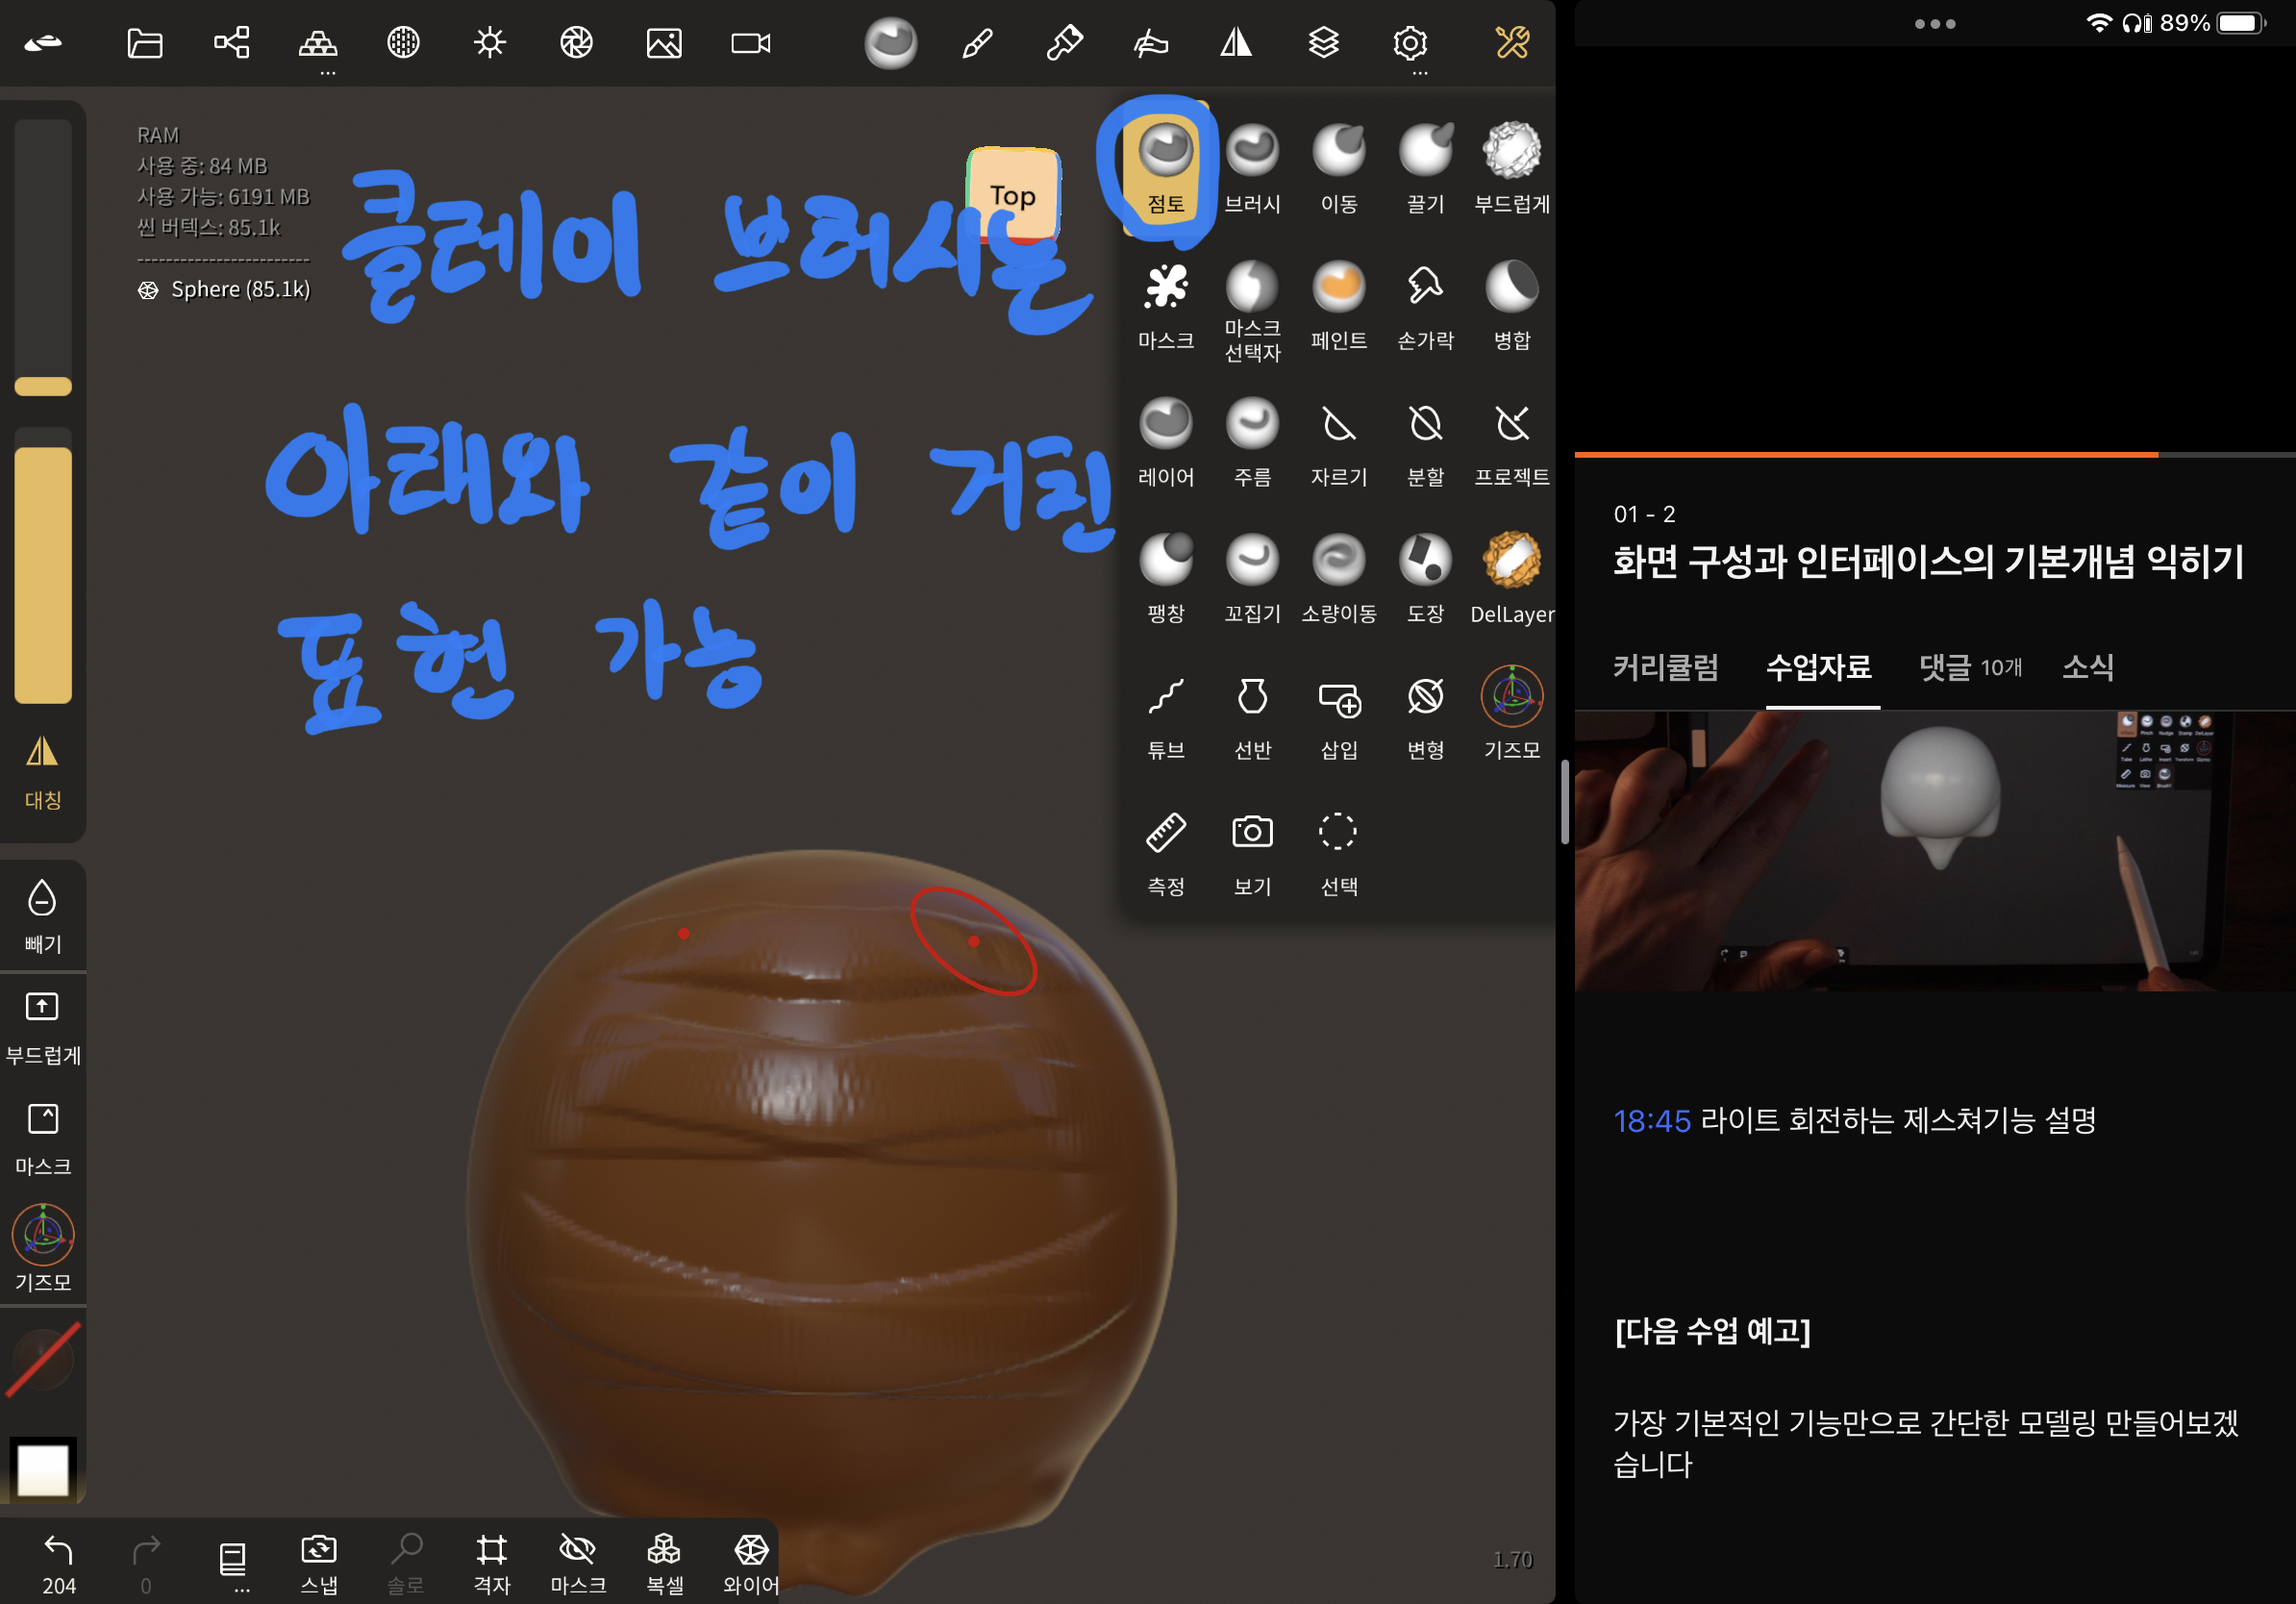 RAM
사용 중: 84 MB
사용 가능: 6191 MB
씬 버텍스: 85.1k
-----------------------
Sphere (85.1k)
Top
클레이 브러시는
아래와 같이 거친
표현 가능
점토 브러시 이동 끌기 부드럽게
마스크 마스크 선택자 페인트 손가락 병합
레이어 주름 자르기 분할 프로젝트
팽창 꼬집기 소량이동 도장 DelLayer
튜브 선반 삽입 변형 기즈모
측정 보기 선택
대칭
빼기
부드럽게
마스크
기즈모
204 0 ... 스냅 솔로 격자 마스크 복셀 와이어
1.70
89%
01 - 2
화면 구성과 인터페이스의 기본개념 익히기
커리큘럼 수업자료 댓글 10개 소식
18:45 라이트 회전하는 제스쳐기능 설명
[다음 수업 예고]
가장 기본적인 기능만으로 간단한 모델링 만들어보겠
습니다